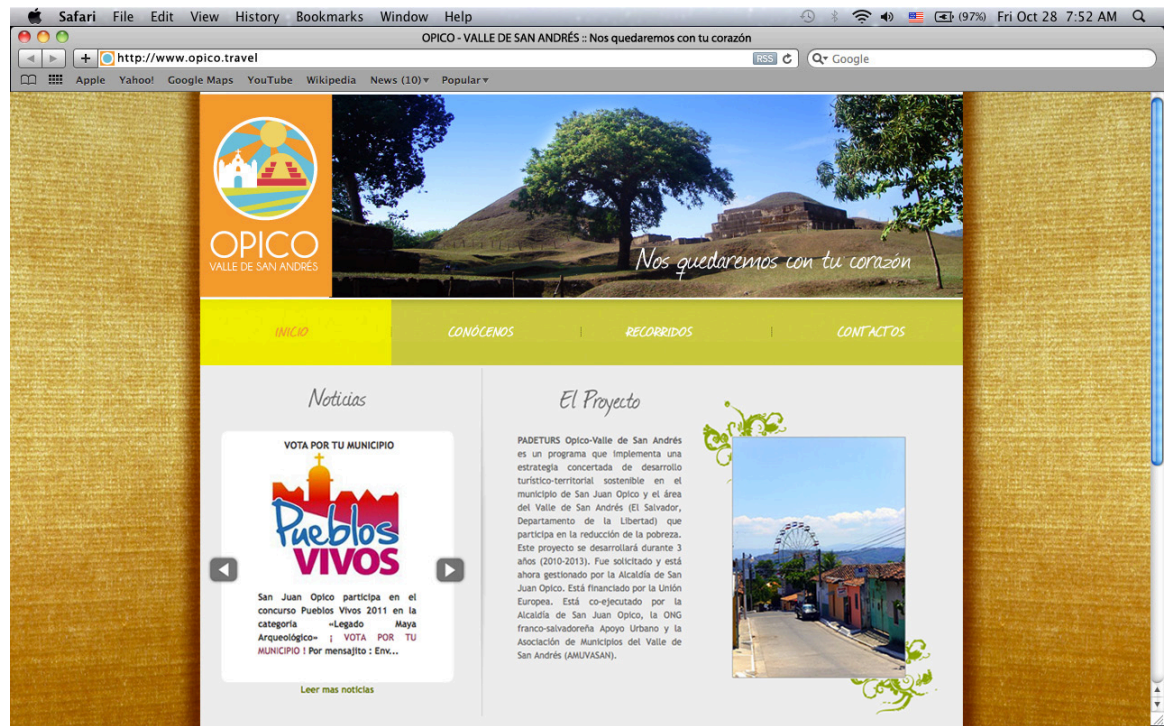 Safari File Edit View History Bookmarks Window Help (97%) Fri Oct 28 7:52 AM
OPICO - VALLE DE SAN ANDRÉS :: Nos quedaremos con tu corazón
http://www.opico.travel RSS Google
Apple Yahoo! Google Maps YouTube Wikipedia News (10) Popular
OPICO
VALLE DE SAN ANDRÉS
Nos quedaremos con tu corazón
INICIO CONÓCENOS RECORRIDOS CONTACTOS
Noticias
VOTA POR TU MUNICIPIO
Pueblos
VIVOS
San Juan Opico participa en el
concurso Pueblos Vivos 2011 en la
categoria «Legado Maya
Arqueológico» ¡ VOTA POR TU
MUNICIPIO ! Por mensajito : Env...
Leer mas noticias
El Proyecto
PADETURS Opico-Valle de San Andrés
es un programa que implementa una
estrategia concertada de desarrollo
turístico-territorial sostenible en el
municipio de San Juan Opico y el área
del Valle de San Andrés (El Salvador,
Departamento de la Libertad) que
participa en la reducción de la pobreza.
Este proyecto se desarrollará durante 3
años (2010-2013). Fue solicitado y está
ahora gestionado por la Alcaldía de San
Juan Opico. Está financiado por la Unión
Europea. Está co-ejecutado por la
Alcaldía de San Juan Opico, la ONG
franco-salvadoreña Apoyo Urbano y la
Asociación de Municipios del Valle de
San Andrés (AMUVASAN).